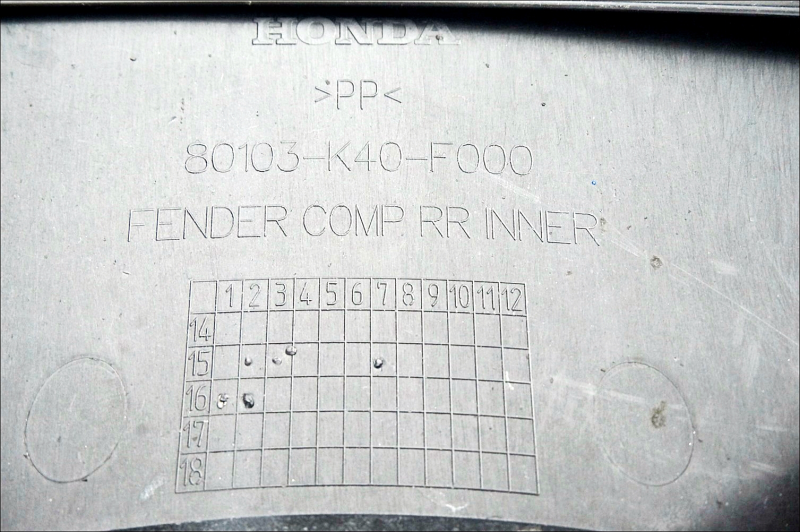 HONDA
>PP<
80103-K40-F000
FENDER COMP. RR INNER
1 2 3 4 5 6 7 8 9 10 11 12
14
15
16
17
18